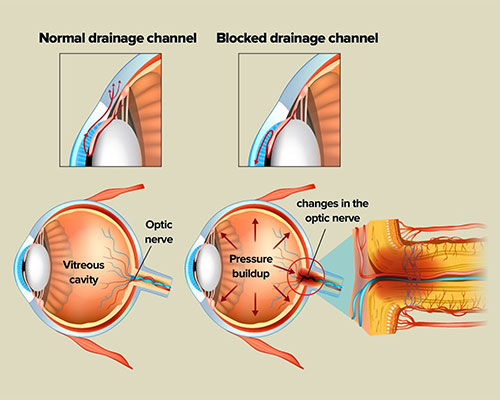 Normal drainage channel
Blocked drainage channel
Optic
nerve
Vitreous
cavity
changes in the
optic nerve
Pressure
buildup